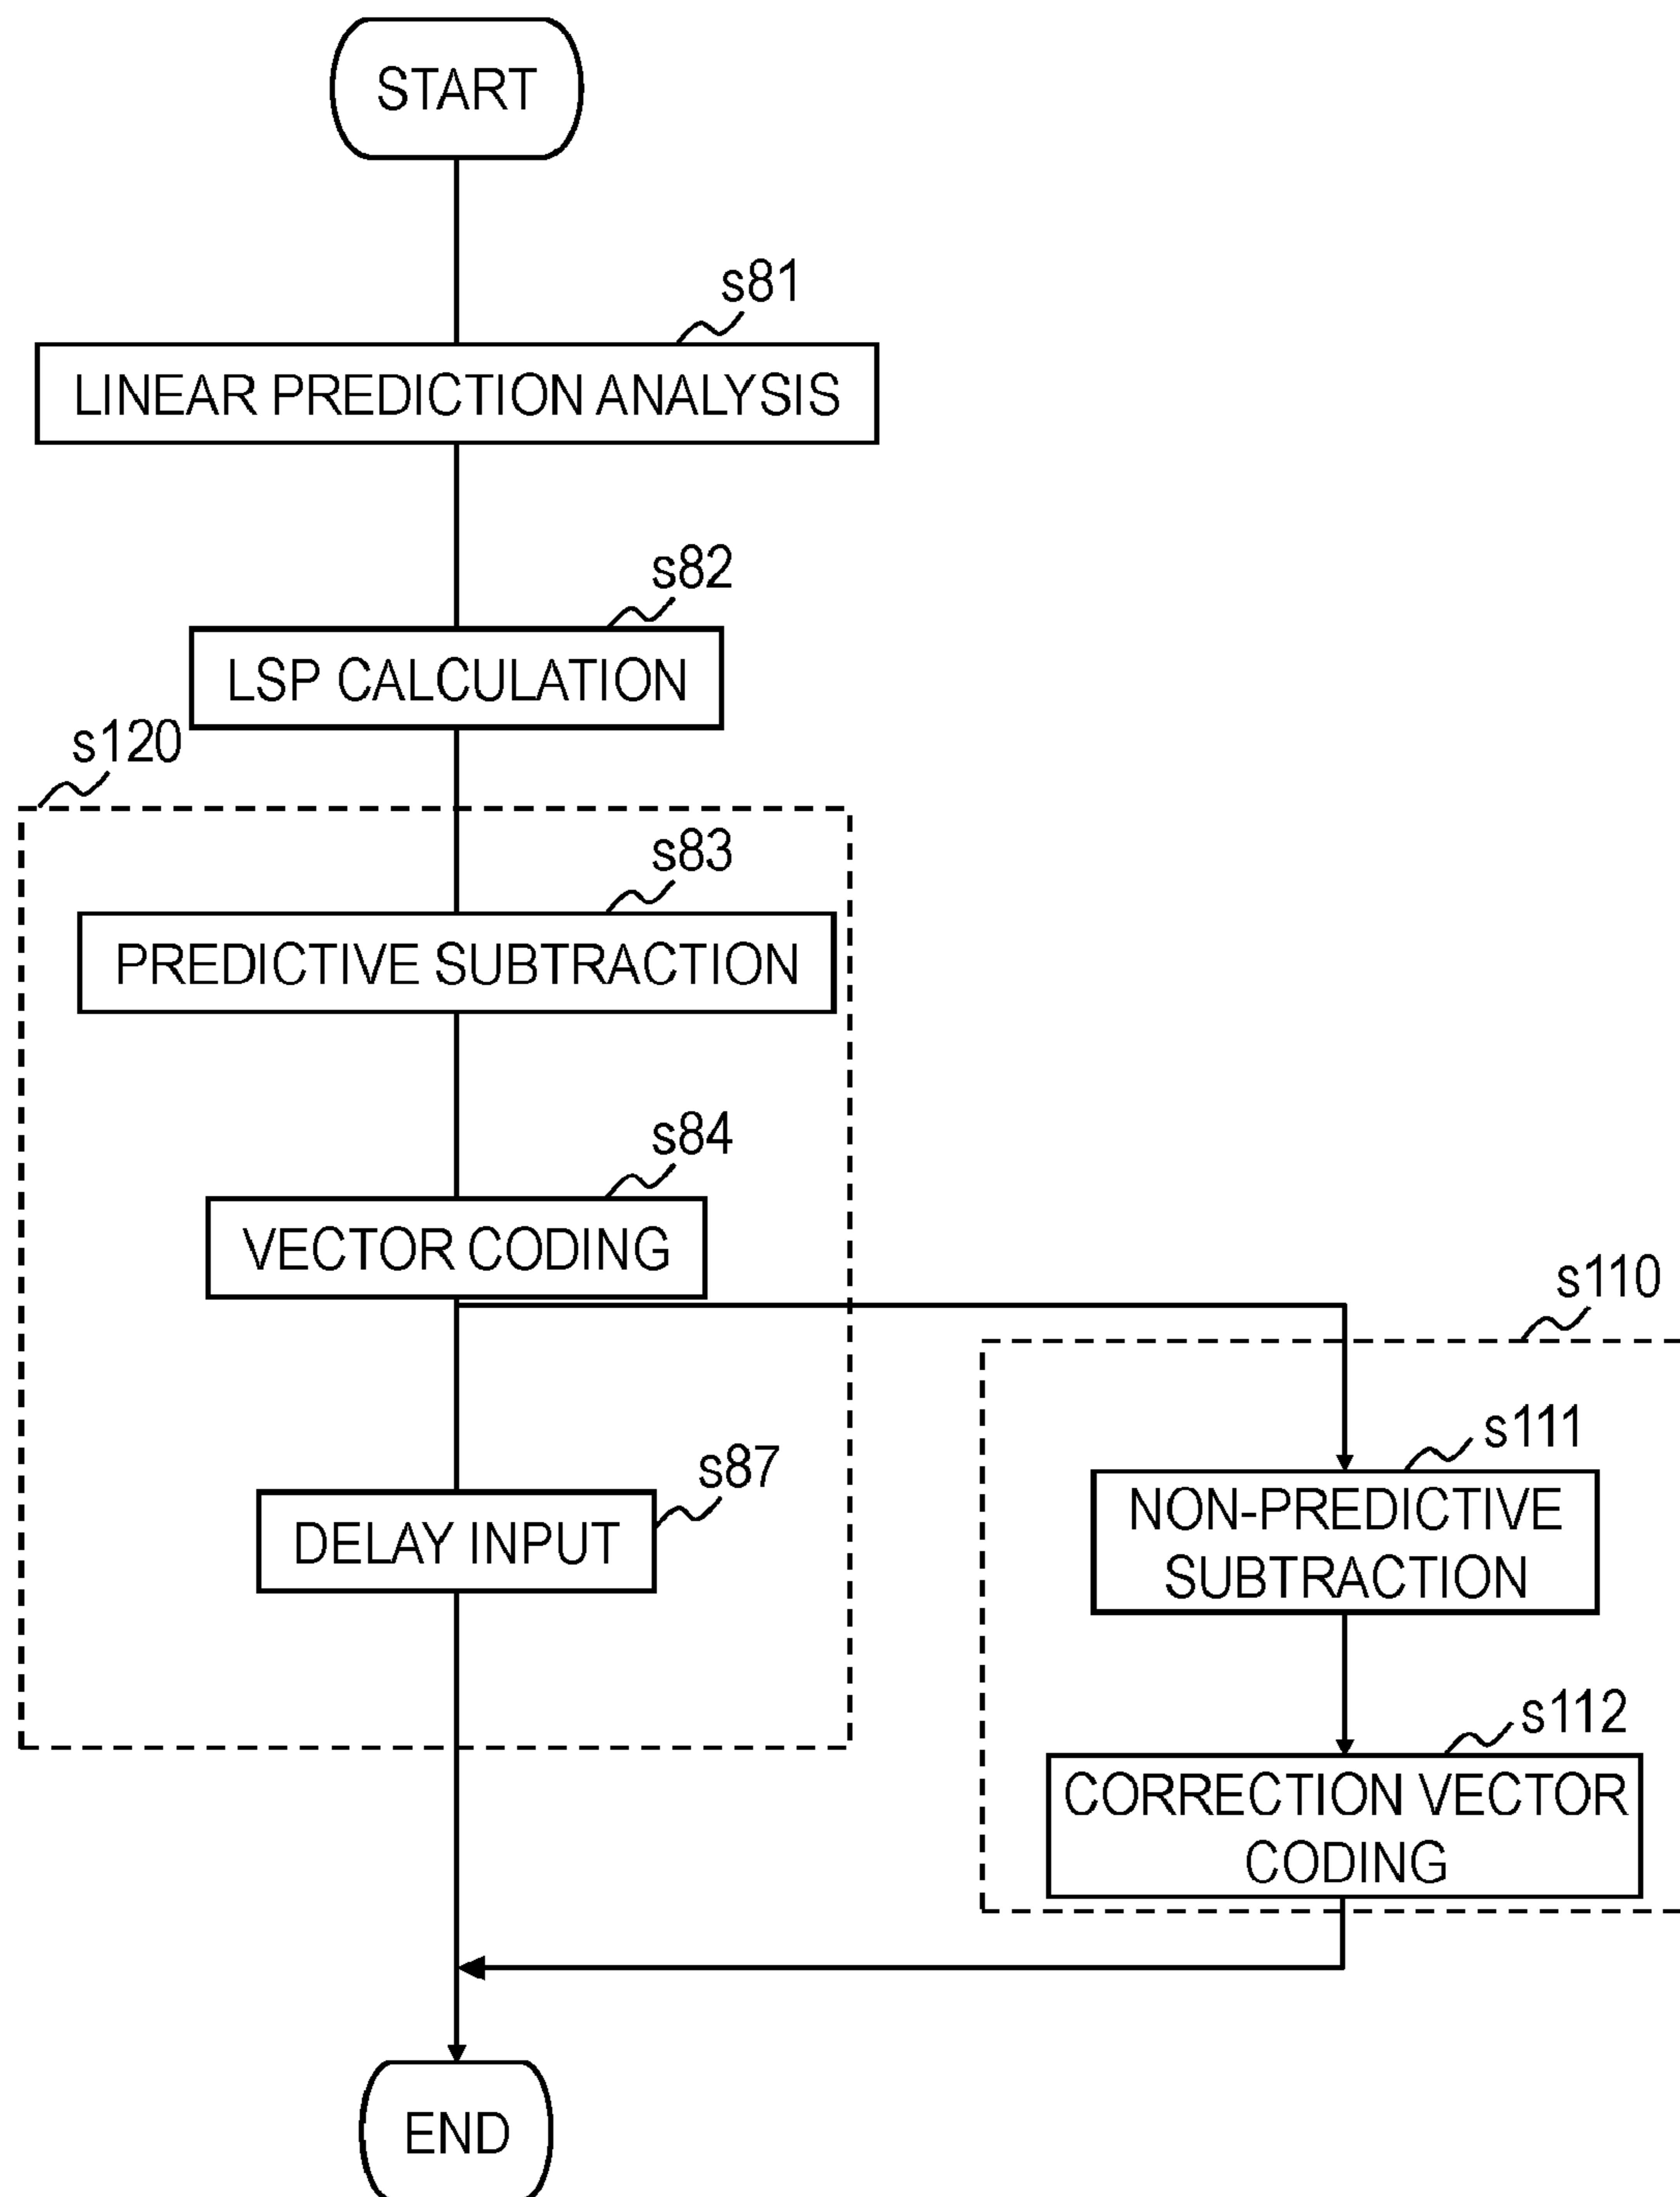 START
s81
LINEAR PREDICTION ANALYSIS
s82
LSP CALCULATION
s120
s83
PREDICTIVE SUBTRACTION
s84
VECTOR CODING
s110
s87
DELAY INPUT
s111
NON-PREDICTIVE
SUBTRACTION
s112
CORRECTION VECTOR
CODING
END